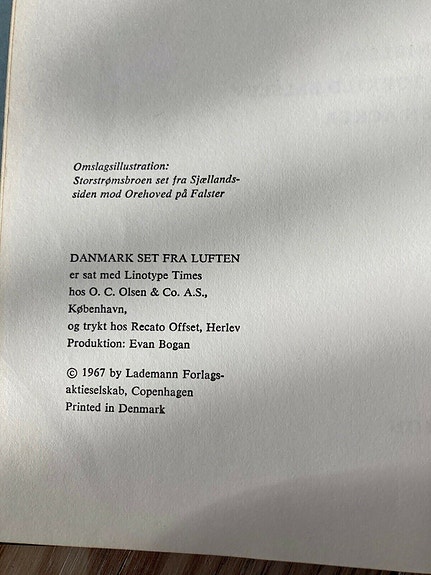 Omslagsillustration:
Storstrømsbroen set fra Sjællands-
siden mod Orehoved på Falster
DANMARK SET FRA LUFTEN
er sat med Linotype Times
hos O. C. Olsen & Co. A.S.,
København,
og trykt hos Recato Offset, Herlev
Produktion: Evan Bogan
© 1967 by Lademann Forlags-
aktieselskab, Copenhagen
Printed in Denmark